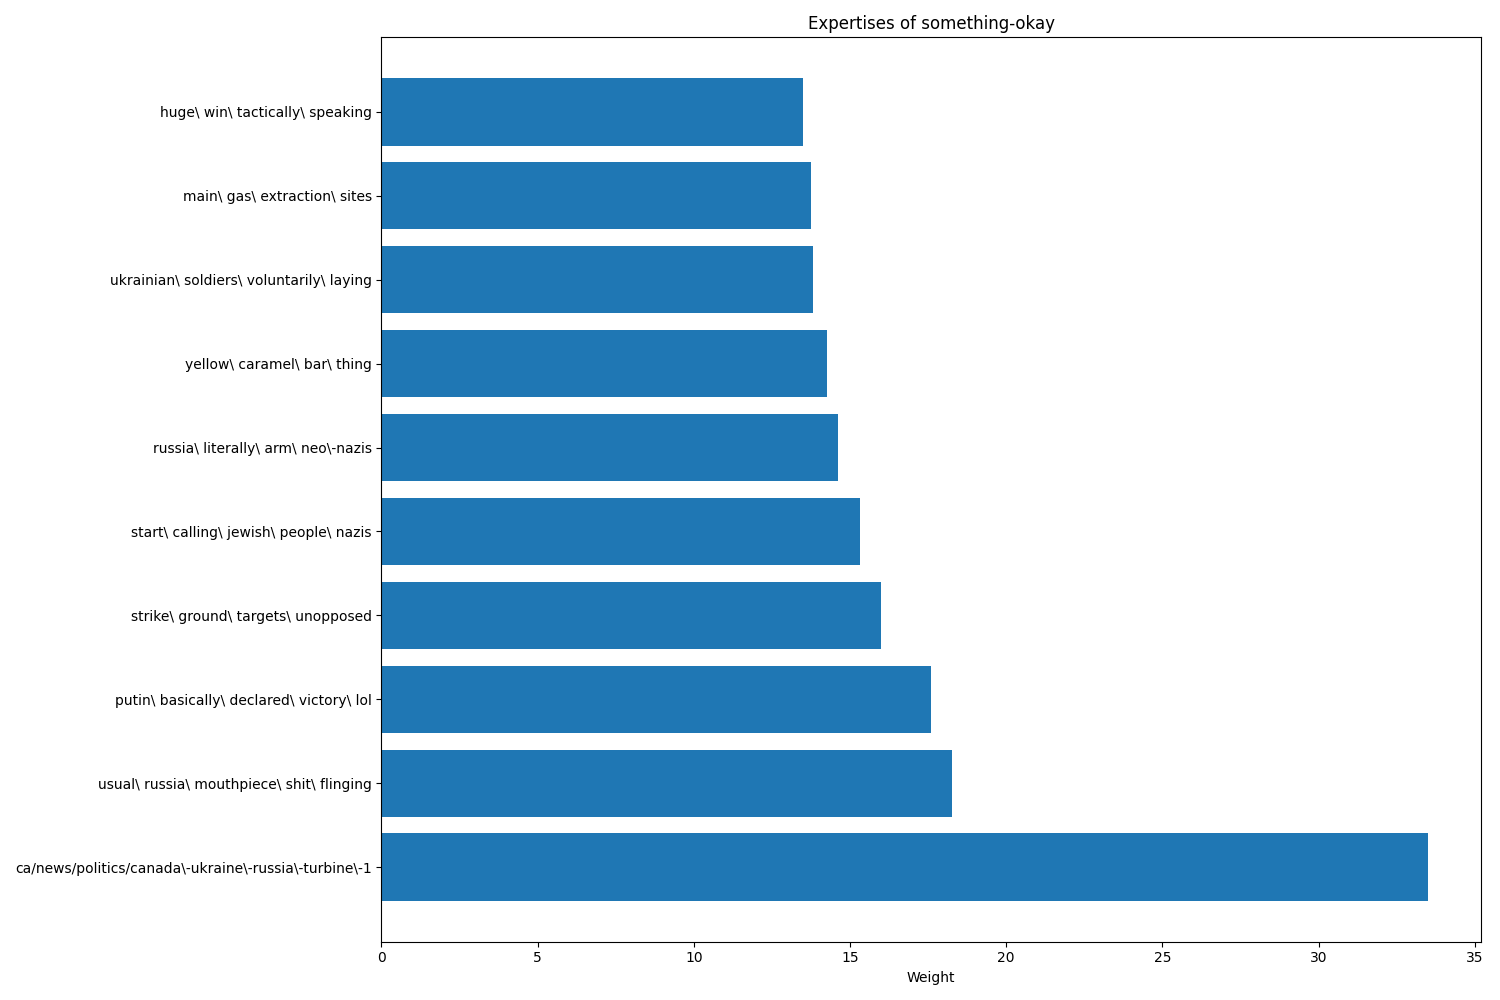 Expertises of something-okay
huge\ win\ tactically\ speaking
main\ gas\ extraction\ sites
ukrainian\ soldiers\ voluntarily\ laying
yellow\ caramel\ bar\ thing
russia\ literally\ arm\ neo\-nazis
start\ calling\ jewish\ people\ nazis
strike\ ground\ targets\ unopposed
putin\ basically\ declared\ victory\ lol
usual\ russia\ mouthpiece\ shit\ flinging
ca/news/politics/canada\-ukraine\-russia\-turbine\-1
0 5 10 15 20 25 30 35
Weight